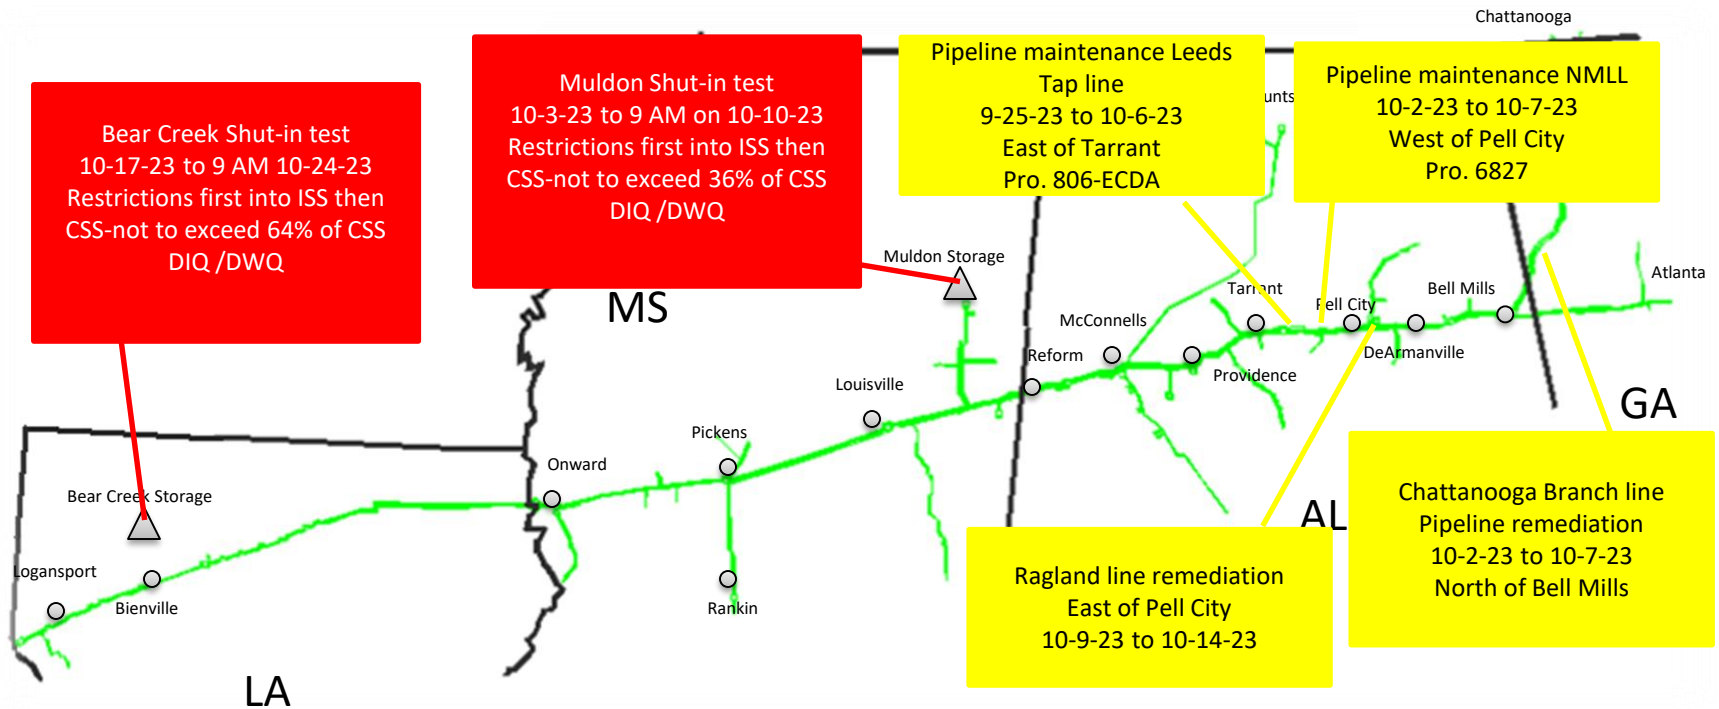 Chattanooga
Bear Creek Shut-in test
10-17-23 to 9 AM 10-24-23
Restrictions first into ISS then
CSS-not to exceed 64% of CSS
DIQ /DWQ
Muldon Shut-in test
10-3-23 to 9 AM on 10-10-23
Restrictions first into ISS then
CSS-not to exceed 36% of CSS
DIQ /DWQ
Pipeline maintenance Leeds
Tap line
9-25-23 to 10-6-23
East of Tarrant
Pro. 806-ECDA
Pipeline maintenance NMLL
10-2-23 to 10-7-23
West of Pell City
Pro. 6827
Muldon Storage
MS
Tarrant
Pell City
Bell Mills
Atlanta
McConnells
Reform
DeArmanville
Providence
Louisville
GA
Pickens
Onward
Bear Creek Storage
AL
Chattanooga Branch line
Pipeline remediation
10-2-23 to 10-7-23
North of Bell Mills
Ragland line remediation
East of Pell City
10-9-23 to 10-14-23
Logansport
Bienville
Rankin
LA